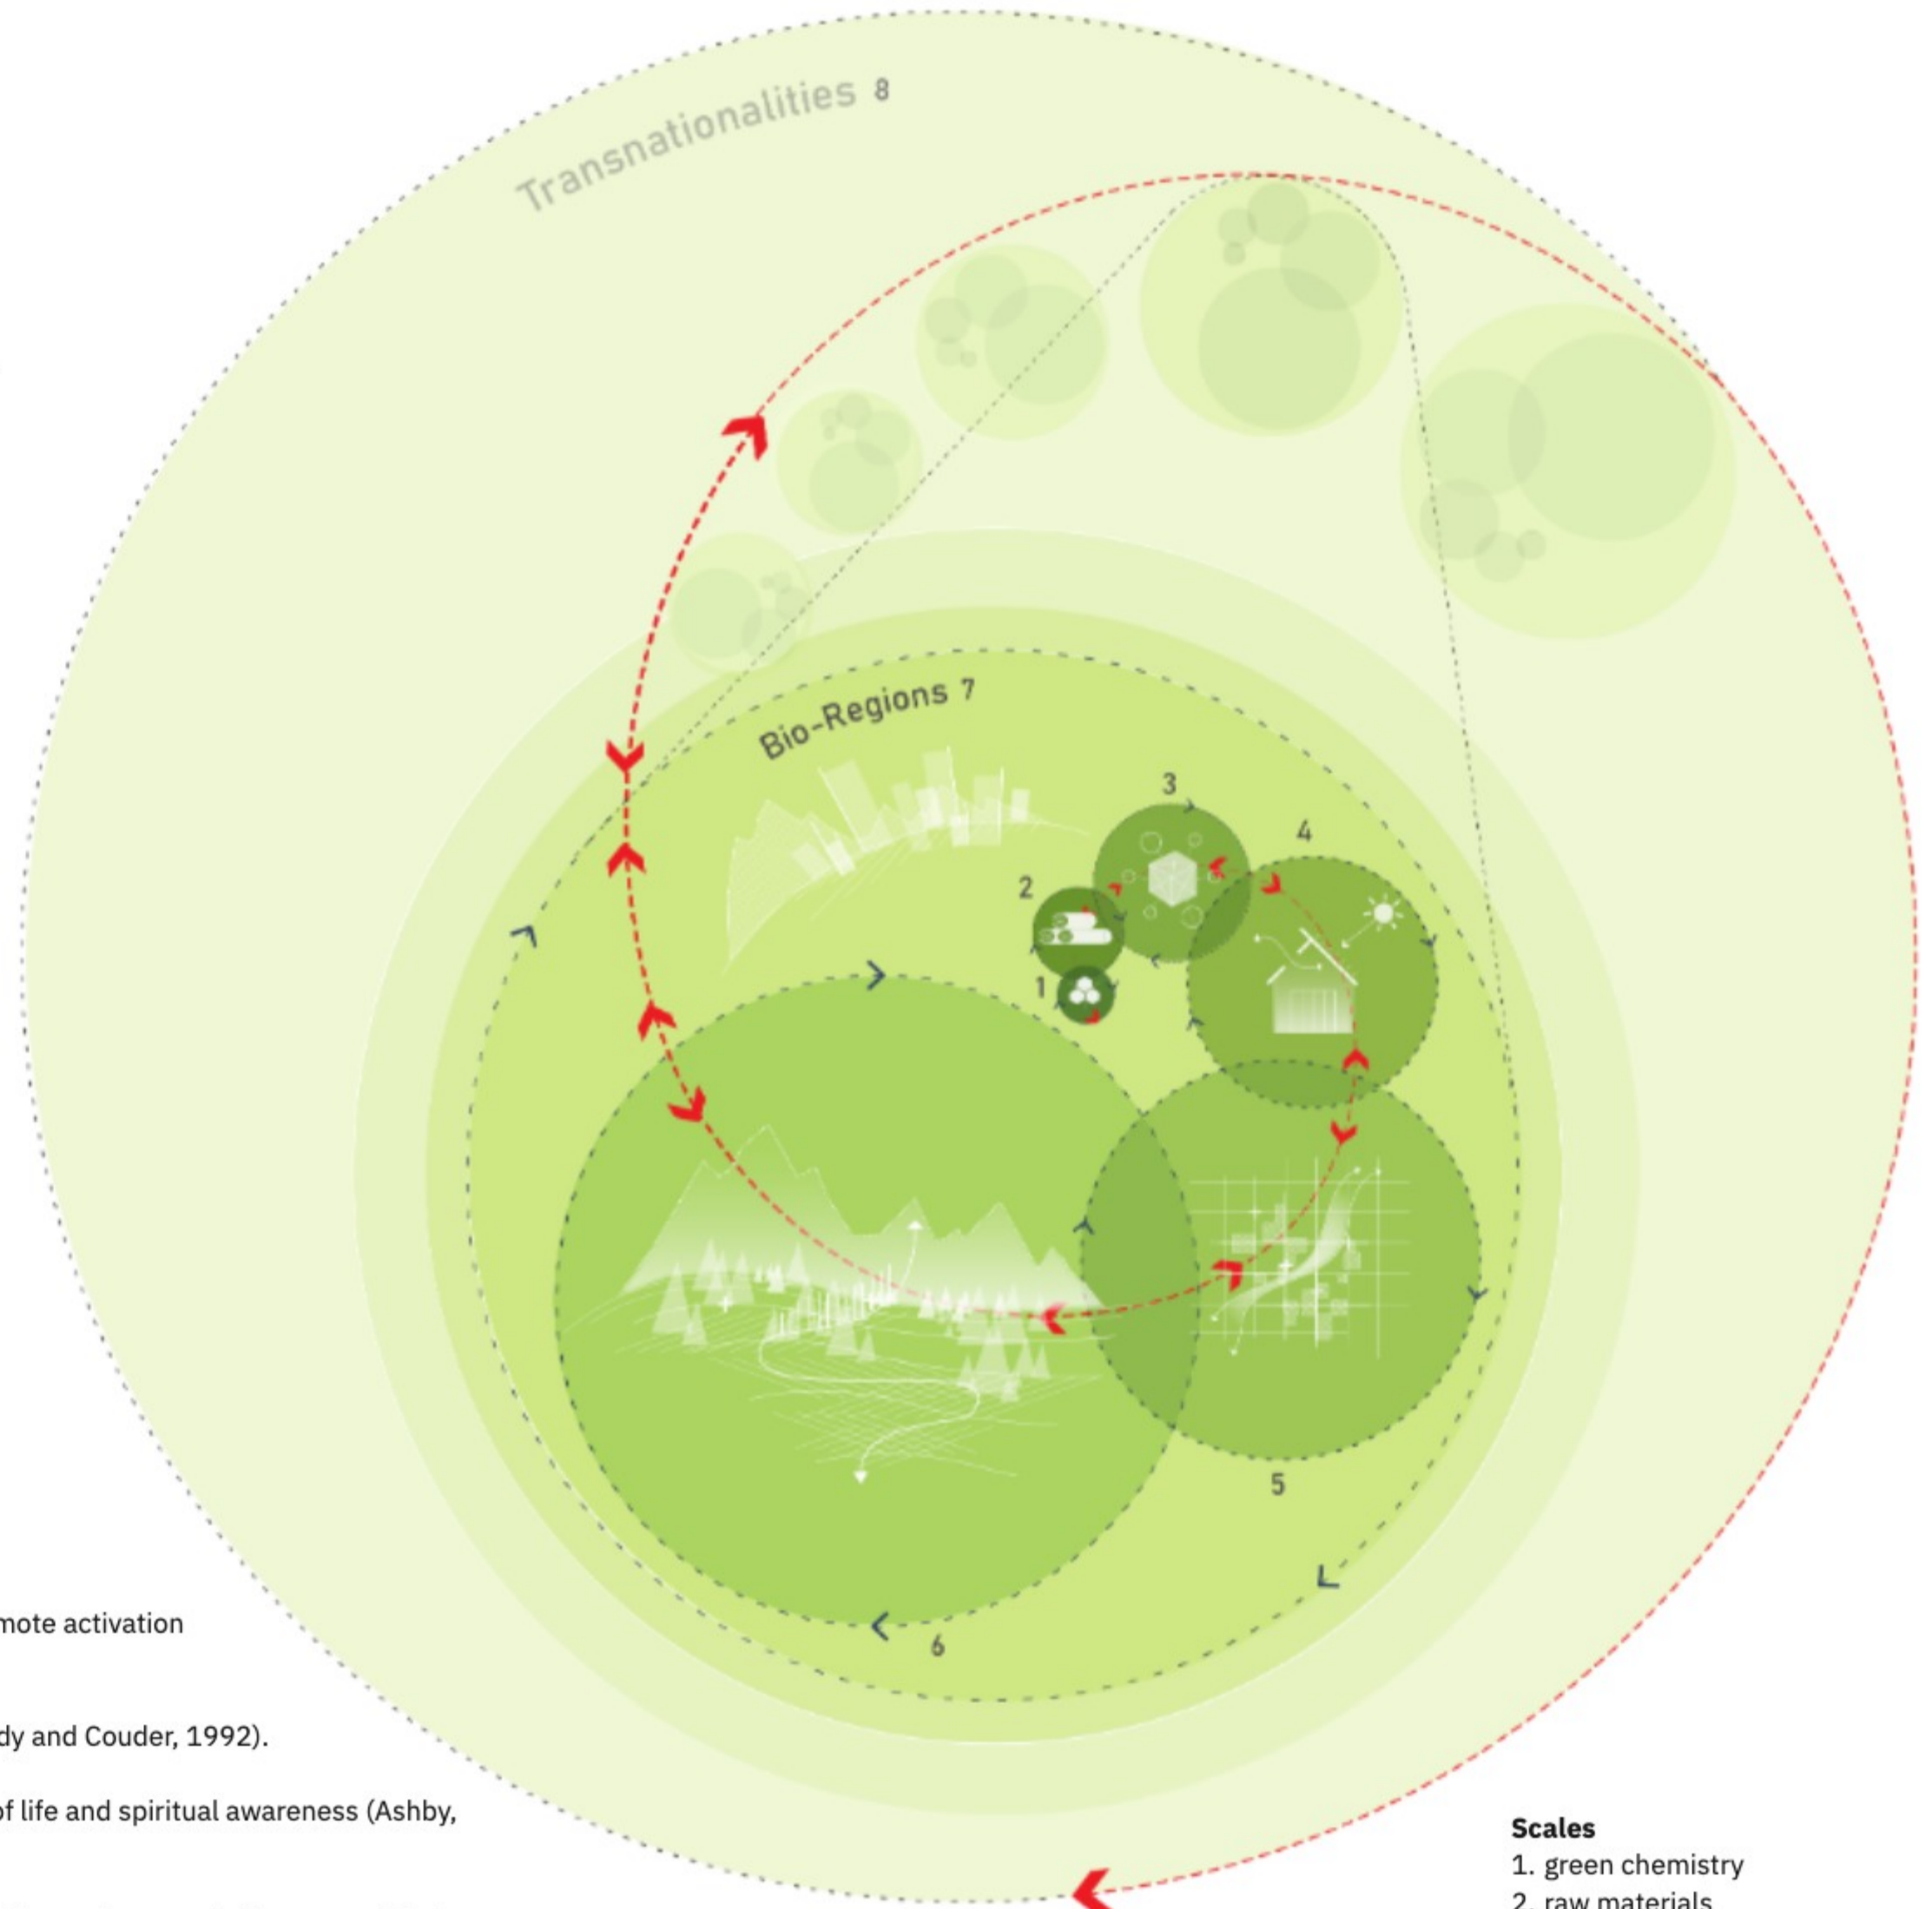 Transnationalities 8
Bio-Regions 7
3
4
2
1
5
6
mote activation
dy and Couder, 1992).
of life and spiritual awareness (Ashby,
Scales
1. green chemistry
2. raw materials